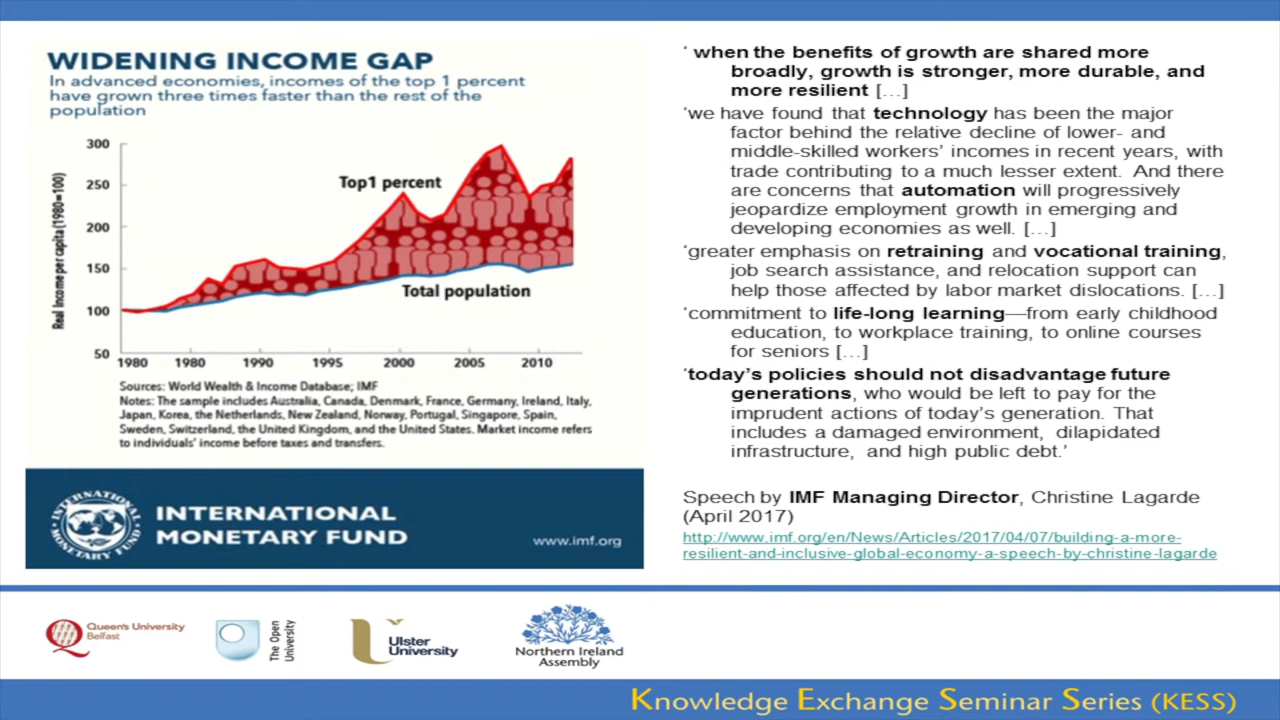 WIDENING INCOME GAP
In advanced economies, incomes of the top 1 percent
have grown three times faster than the rest of the
population
Real Income per capita (1980=100)
300
250
200
150
100
50
Top1 percent
Total population
1980
1980
1990
1995
2000
2005
2010
Sources: World Wealth & Income Database; IMF
Notes: The sample includes Australia, Canada, Denmark, France, Germany, Ireland, Italy,
Japan, Korea, the Netherlands, New Zealand, Norway, Portugal, Singapore, Spain,
Sweden, Switzerland, the United Kingdom, and the United States. Market income refers
to individuals' income before taxes and transfers.
INTERNATIONAL MONETARY FUND
INTERNATIONAL
MONETARY FUND
www.imf.org
‘ when the benefits of growth are shared more
broadly, growth is stronger, more durable, and
more resilient […]
‘we have found that technology has been the major
factor behind the relative decline of lower- and
middle-skilled workers’ incomes in recent years, with
trade contributing to a much lesser extent. And there
are concerns that automation will progressively
jeopardize employment growth in emerging and
developing economies as well. […]
‘greater emphasis on retraining and vocational training,
job search assistance, and relocation support can
help those affected by labor market dislocations. […]
‘commitment to life-long learning—from early childhood
education, to workplace training, to online courses
for seniors […]
‘today’s policies should not disadvantage future
generations, who would be left to pay for the
imprudent actions of today’s generation. That
includes a damaged environment, dilapidated
infrastructure, and high public debt.’
Speech by IMF Managing Director, Christine Lagarde
(April 2017)
http://www.imf.org/en/News/Articles/2017/04/07/building-a-more-
resilient-and-inclusive-global-economy-a-speech-by-christine-lagarde
Queen's University
Belfast
The Open
University
Ulster
University
Northern Ireland
Assembly
Knowledge Exchange Seminar Series (KESS)